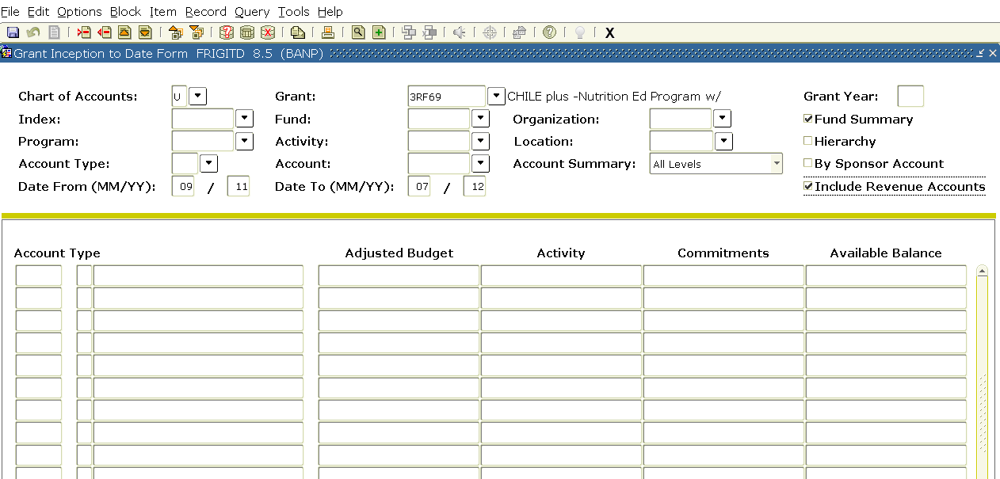 File Edit Options Block Item Record Query Tools Help
X
Grant Inception to Date Form FRIGITD 8.5 (BANP)
Chart of Accounts: U Grant: 3RF69 CHILE plus -Nutrition Ed Program w/ Grant Year:
Index: Fund: Organization: Fund Summary
Program: Activity: Location: Hierarchy
Account Type: Account: Account Summary: All Levels By Sponsor Account
Date From (MM/YY): 09 / 11 Date To (MM/YY): 07 / 12 Include Revenue Accounts
Account Type Adjusted Budget Activity Commitments Available Balance